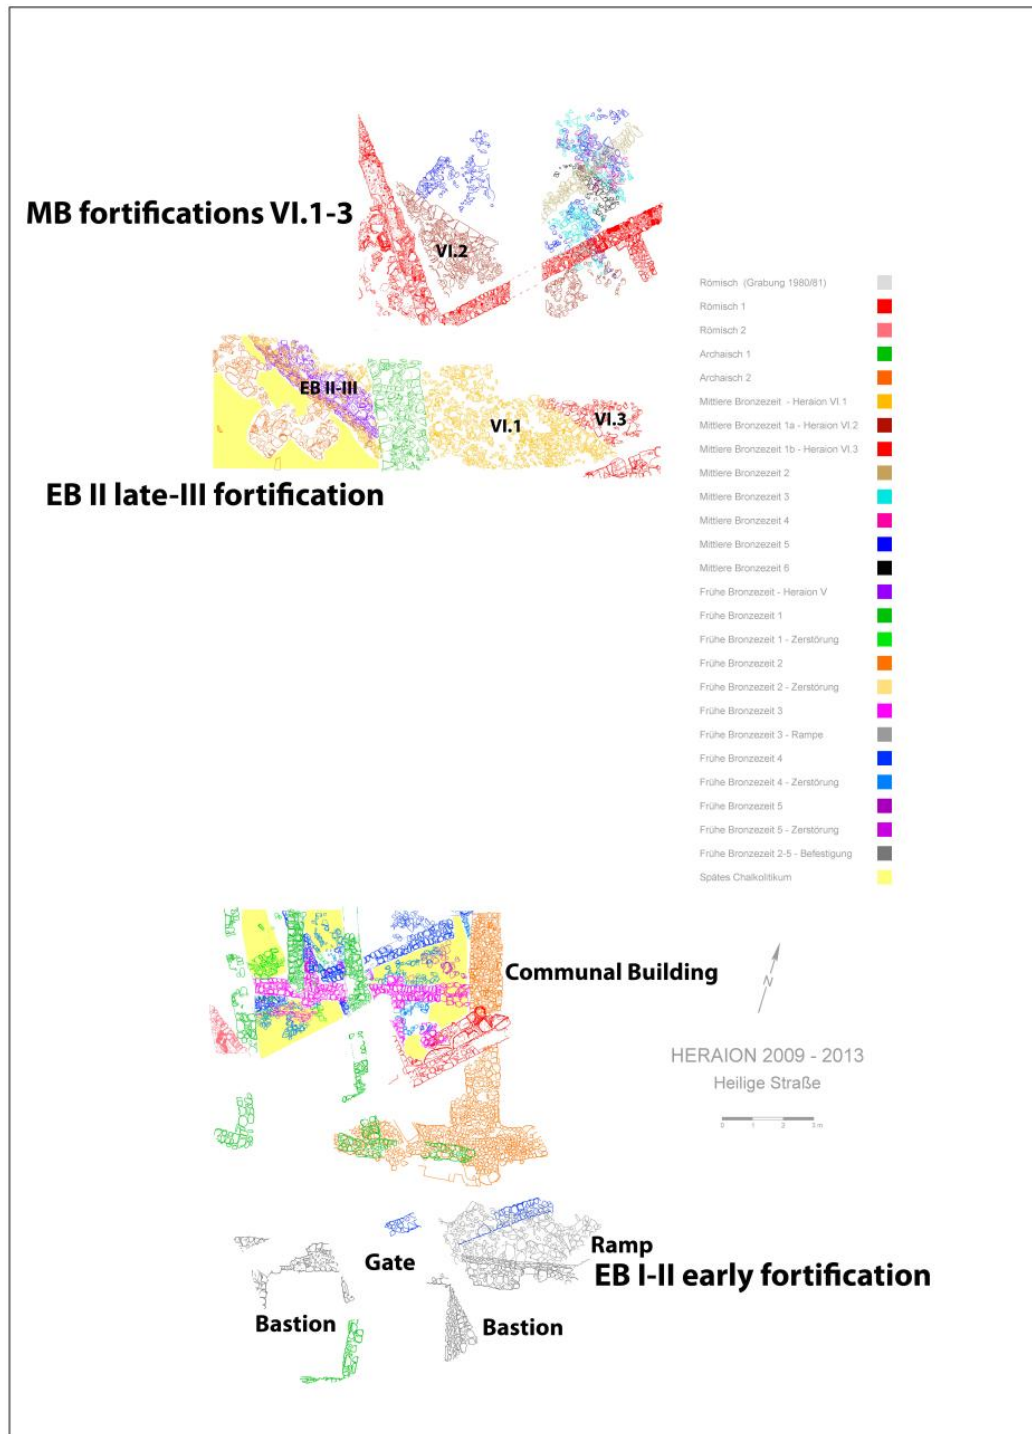 MB fortifications VI.1-3
VI.2
EB II-III
VI.1
VI.3
EB II late-III fortification
Römisch (Grabung 1980/81)
Römisch 1
Römisch 2
Archaisch 1
Archaisch 2
Mittlere Bronzezeit - Heraion VI.1
Mittlere Bronzezeit 1a - Heraion VI.2
Mittlere Bronzezeit 1b - Heraion VI.3
Mittlere Bronzezeit 2
Mittlere Bronzezeit 3
Mittlere Bronzezeit 4
Mittlere Bronzezeit 5
Mittlere Bronzezeit 6
Frühe Bronzezeit - Heraion V
Frühe Bronzezeit 1
Frühe Bronzezeit 1 - Zerstörung
Frühe Bronzezeit 2
Frühe Bronzezeit 2 - Zerstörung
Frühe Bronzezeit 3
Frühe Bronzezeit 3 - Rampe
Frühe Bronzezeit 4
Frühe Bronzezeit 4 - Zerstörung
Frühe Bronzezeit 5
Frühe Bronzezeit 5 - Zerstörung
Frühe Bronzezeit 2-5 - Befestigung
Spätes Chalkolitikum
Communal Building
N
HERAION 2009 - 2013
Heilige Straße
0 1 2 3 m
Gate
Ramp
EB I-II early fortification
Bastion
Bastion